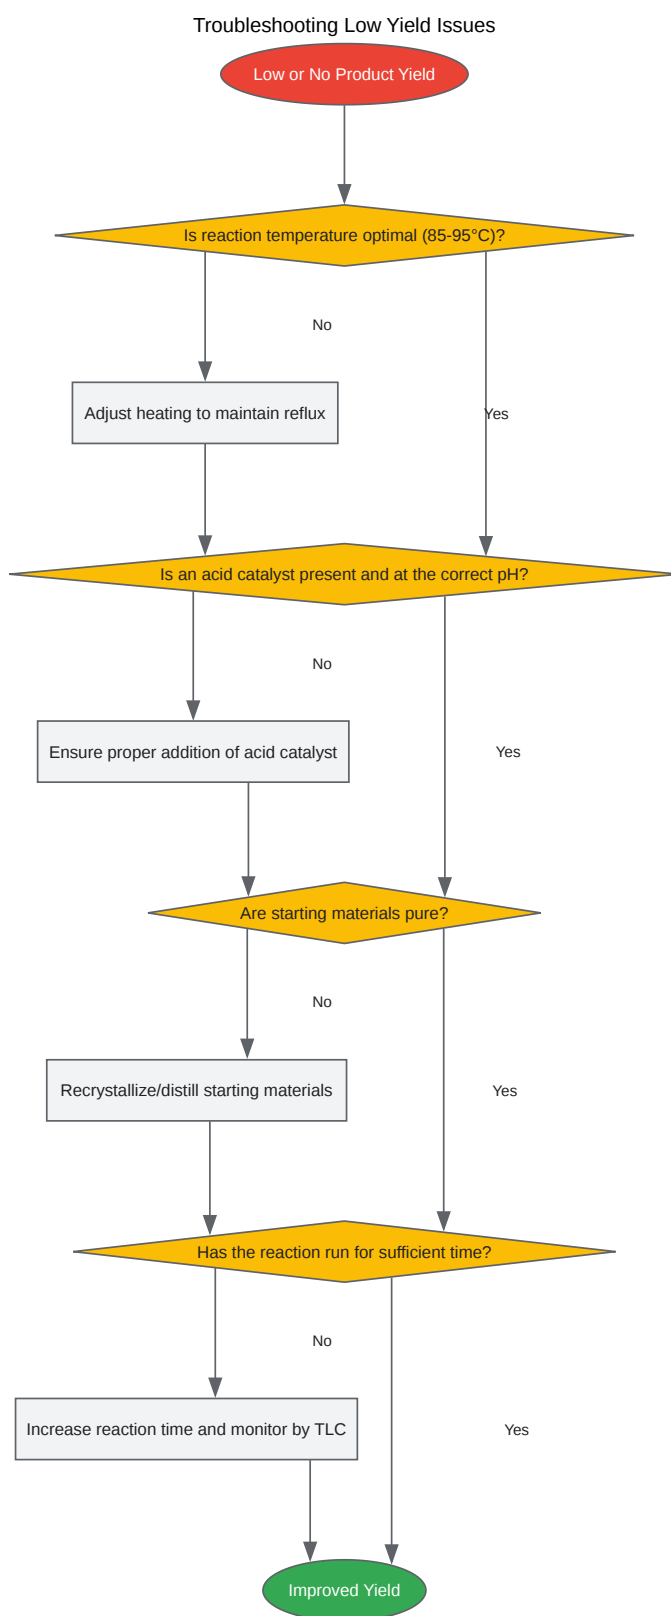 Troubleshooting Low Yield Issues
Low or No Product Yield
Is reaction temperature optimal (85-95°C)?
No
Adjust heating to maintain reflux
Yes
Is an acid catalyst present and at the correct pH?
No
Ensure proper addition of acid catalyst
Yes
Are starting materials pure?
No
Recrystallize/distill starting materials
Yes
Has the reaction run for sufficient time?
No
Increase reaction time and monitor by TLC
Yes
Improved Yield